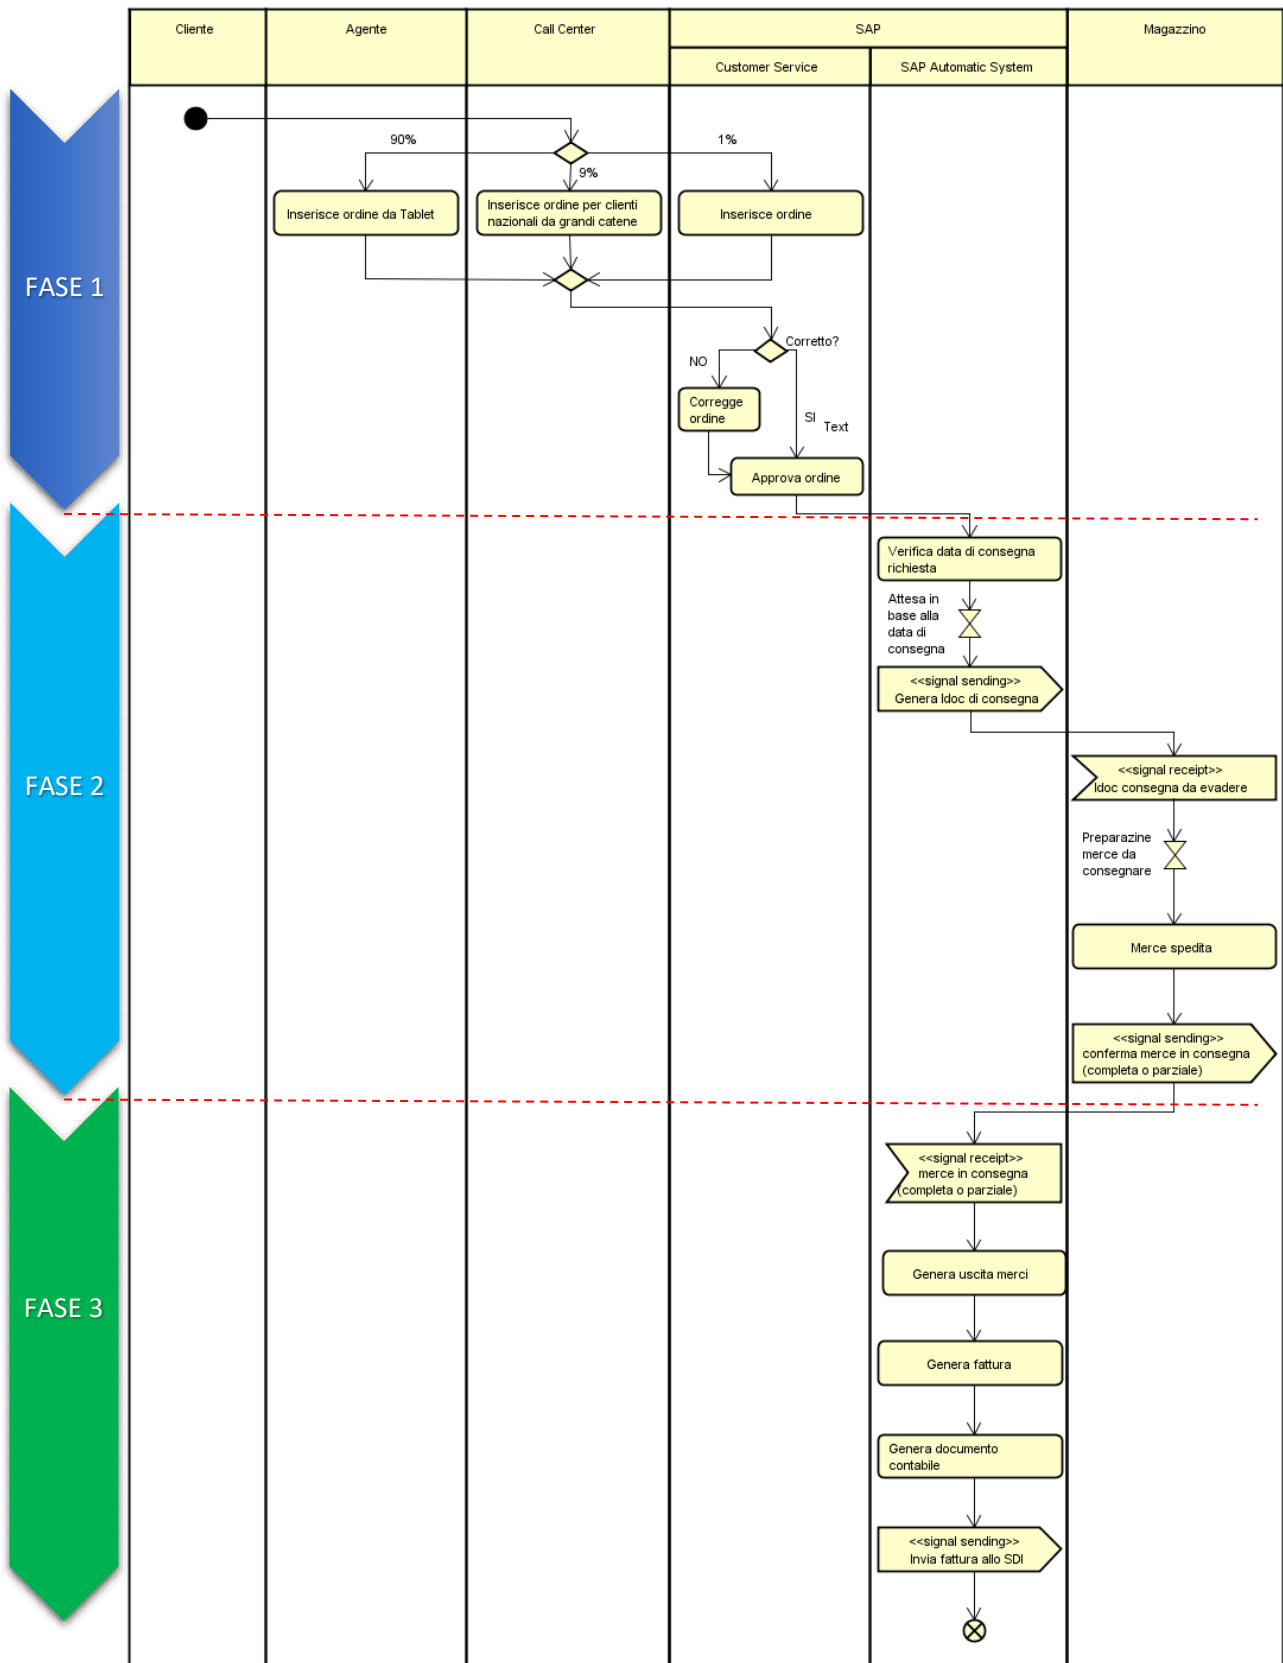 Cliente
Agente
Call Center
SAP
Magazzino
Customer Service
SAP Automatic System
FASE 1
90%
1%
9%
Inserisce ordine da Tablet
Inserisce ordine per clienti
nazionali da grandi catene
Inserisce ordine
Corretto?
NO
Corregge
ordine
SI
Text
Approva ordine
FASE 2
Verifica data di consegna
richiesta
Attesa in
base alla
data di
consegna
<<signal sending>>
Genera Idoc di consegna
<<signal receipt>>
Idoc consegna da evadere
Preparazine
merce da
consegnare
Merce spedita
<<signal sending>>
conferma merce in consegna
(completa o parziale)
FASE 3
<<signal receipt>>
merce in consegna
(completa o parziale)
Genera uscita merci
Genera fattura
Genera documento
contabile
<<signal sending>>
Invia fattura allo SDI